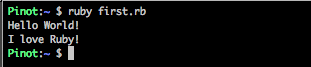 Pinot:~ $ ruby first.rb
Hello World!
I love Ruby!
Pinot:~ $